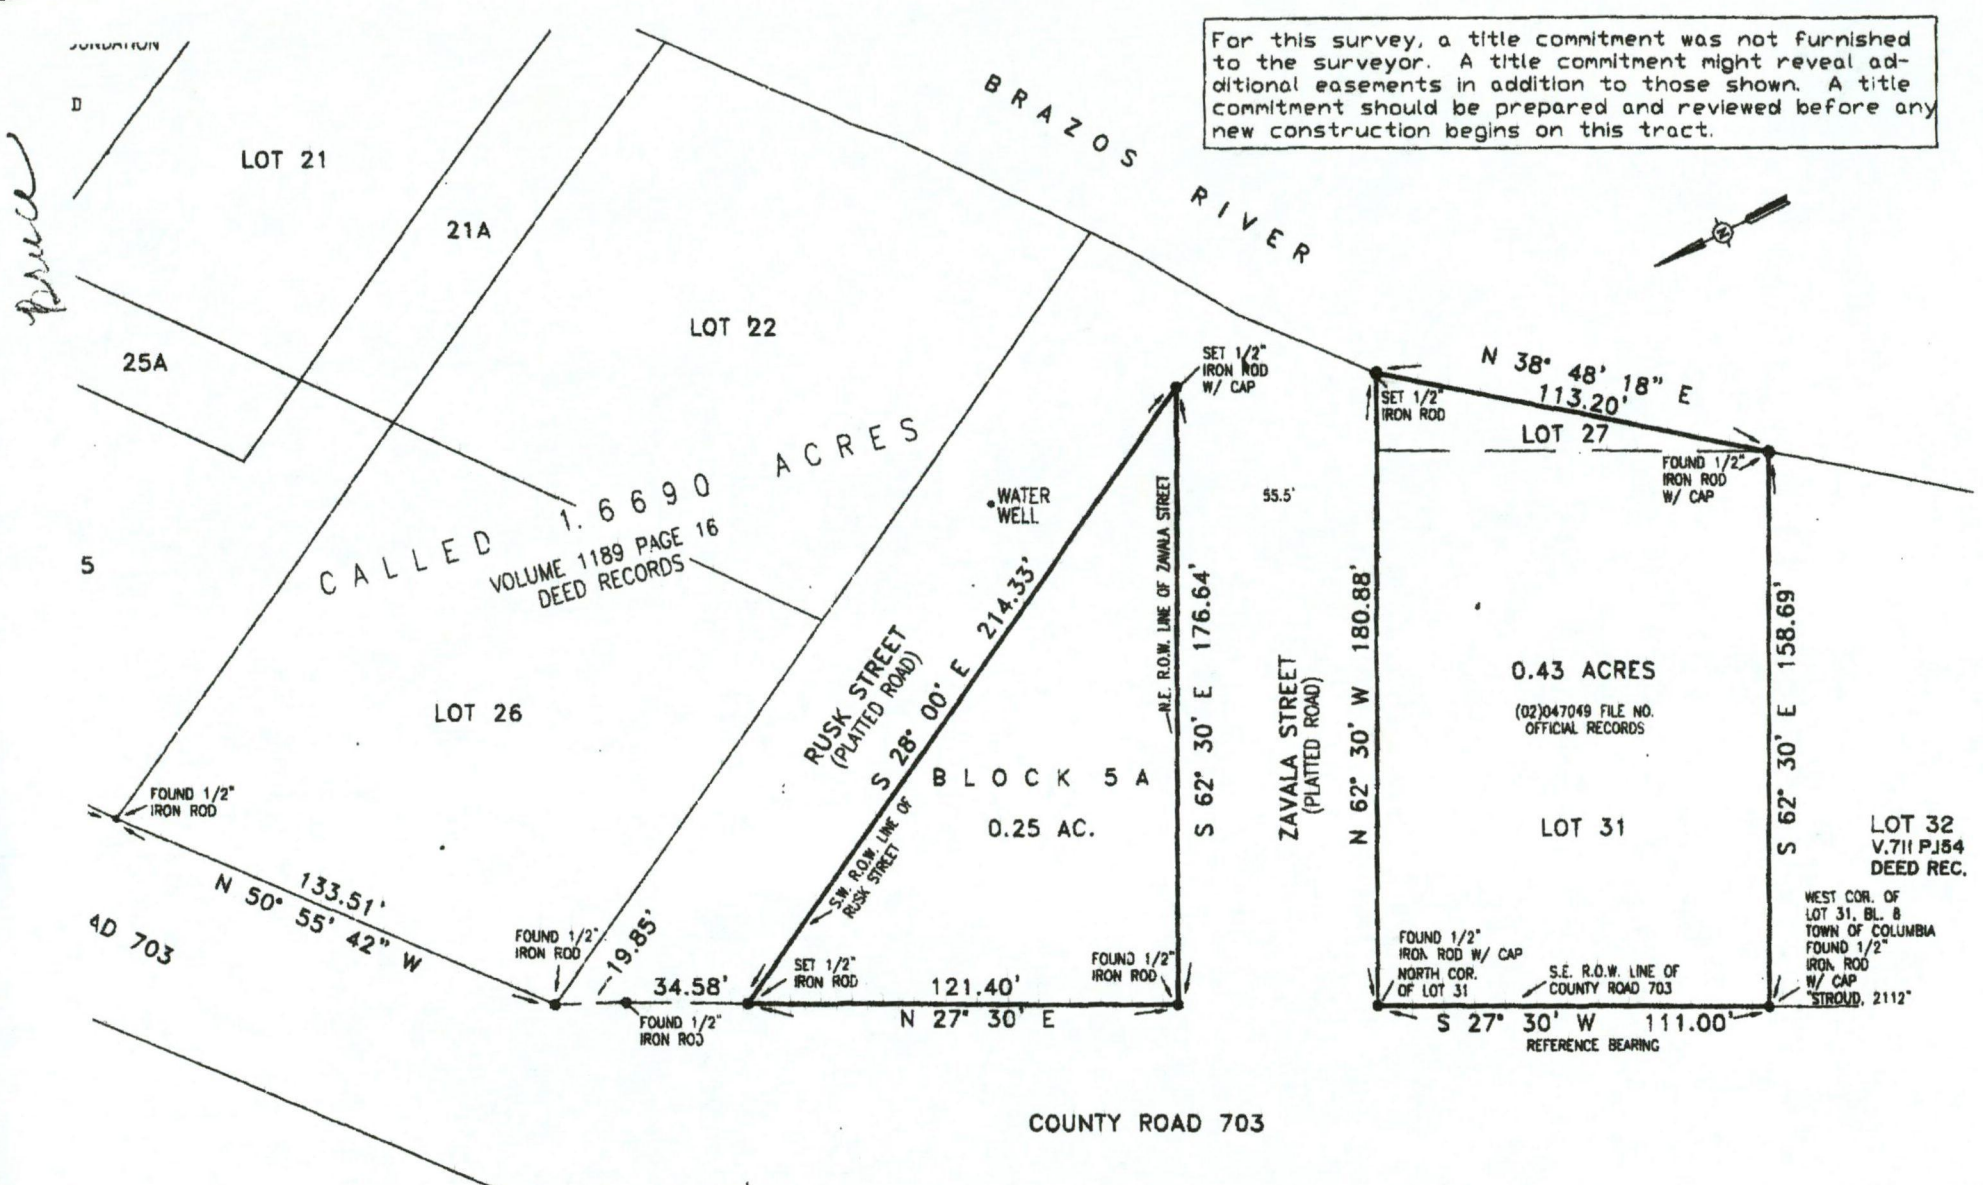 For this survey, a title commitment was not furnished
to the surveyor. A title commitment might reveal ad-
ditional easements in addition to those shown. A title
commitment should be prepared and reviewed before any
new construction begins on this tract.
BRAZOS RIVER
N
Bruce
D
LOT 21
21A
25A
LOT 22
5
CALLED 1.6690 ACRES
VOLUME 1189 PAGE 16
DEED RECORDS
LOT 26
WATER
WELL
FOUND 1/2"
IRON ROD
133.51'
N 50° 55' 42" W
AD 703
FOUND 1/2"
IRON ROD
19.85'
34.58'
FOUND 1/2"
IRON ROD
SET 1/2"
IRON ROD
RUSK STREET
(PLATTED ROAD)
S 28° 00' E 214.33'
S.W. R.O.W. LINE OF
RUSK STREET
BLOCK 5A
0.25 AC.
121.40'
N 27° 30' E
FOUND 1/2"
IRON ROD
SET 1/2"
IRON ROD
W/ CAP
N.E. R.O.W. LINE OF ZAVALA STREET
S 62° 30' E 176.64'
55.5'
ZAVALA STREET
(PLATTED ROAD)
N 62° 30' W 180.88'
SET 1/2"
IRON ROD
N 38° 48' 18" E
113.20'
LOT 27
FOUND 1/2"
IRON ROD
W/ CAP
0.43 ACRES
(02)047049 FILE NO.
OFFICIAL RECORDS
LOT 31
S 62° 30' E 158.69'
LOT 32
V.711 P.154
DEED REC.
WEST COR. OF
LOT 31, BL. 8
TOWN OF COLUMBIA
FOUND 1/2"
IRON ROD
W/ CAP
"STROUD, 2112"
FOUND 1/2"
IRON ROD W/ CAP
NORTH COR.
OF LOT 31
S.E. R.O.W. LINE OF
COUNTY ROAD 703
S 27° 30' W 111.00'
REFERENCE BEARING
COUNTY ROAD 703